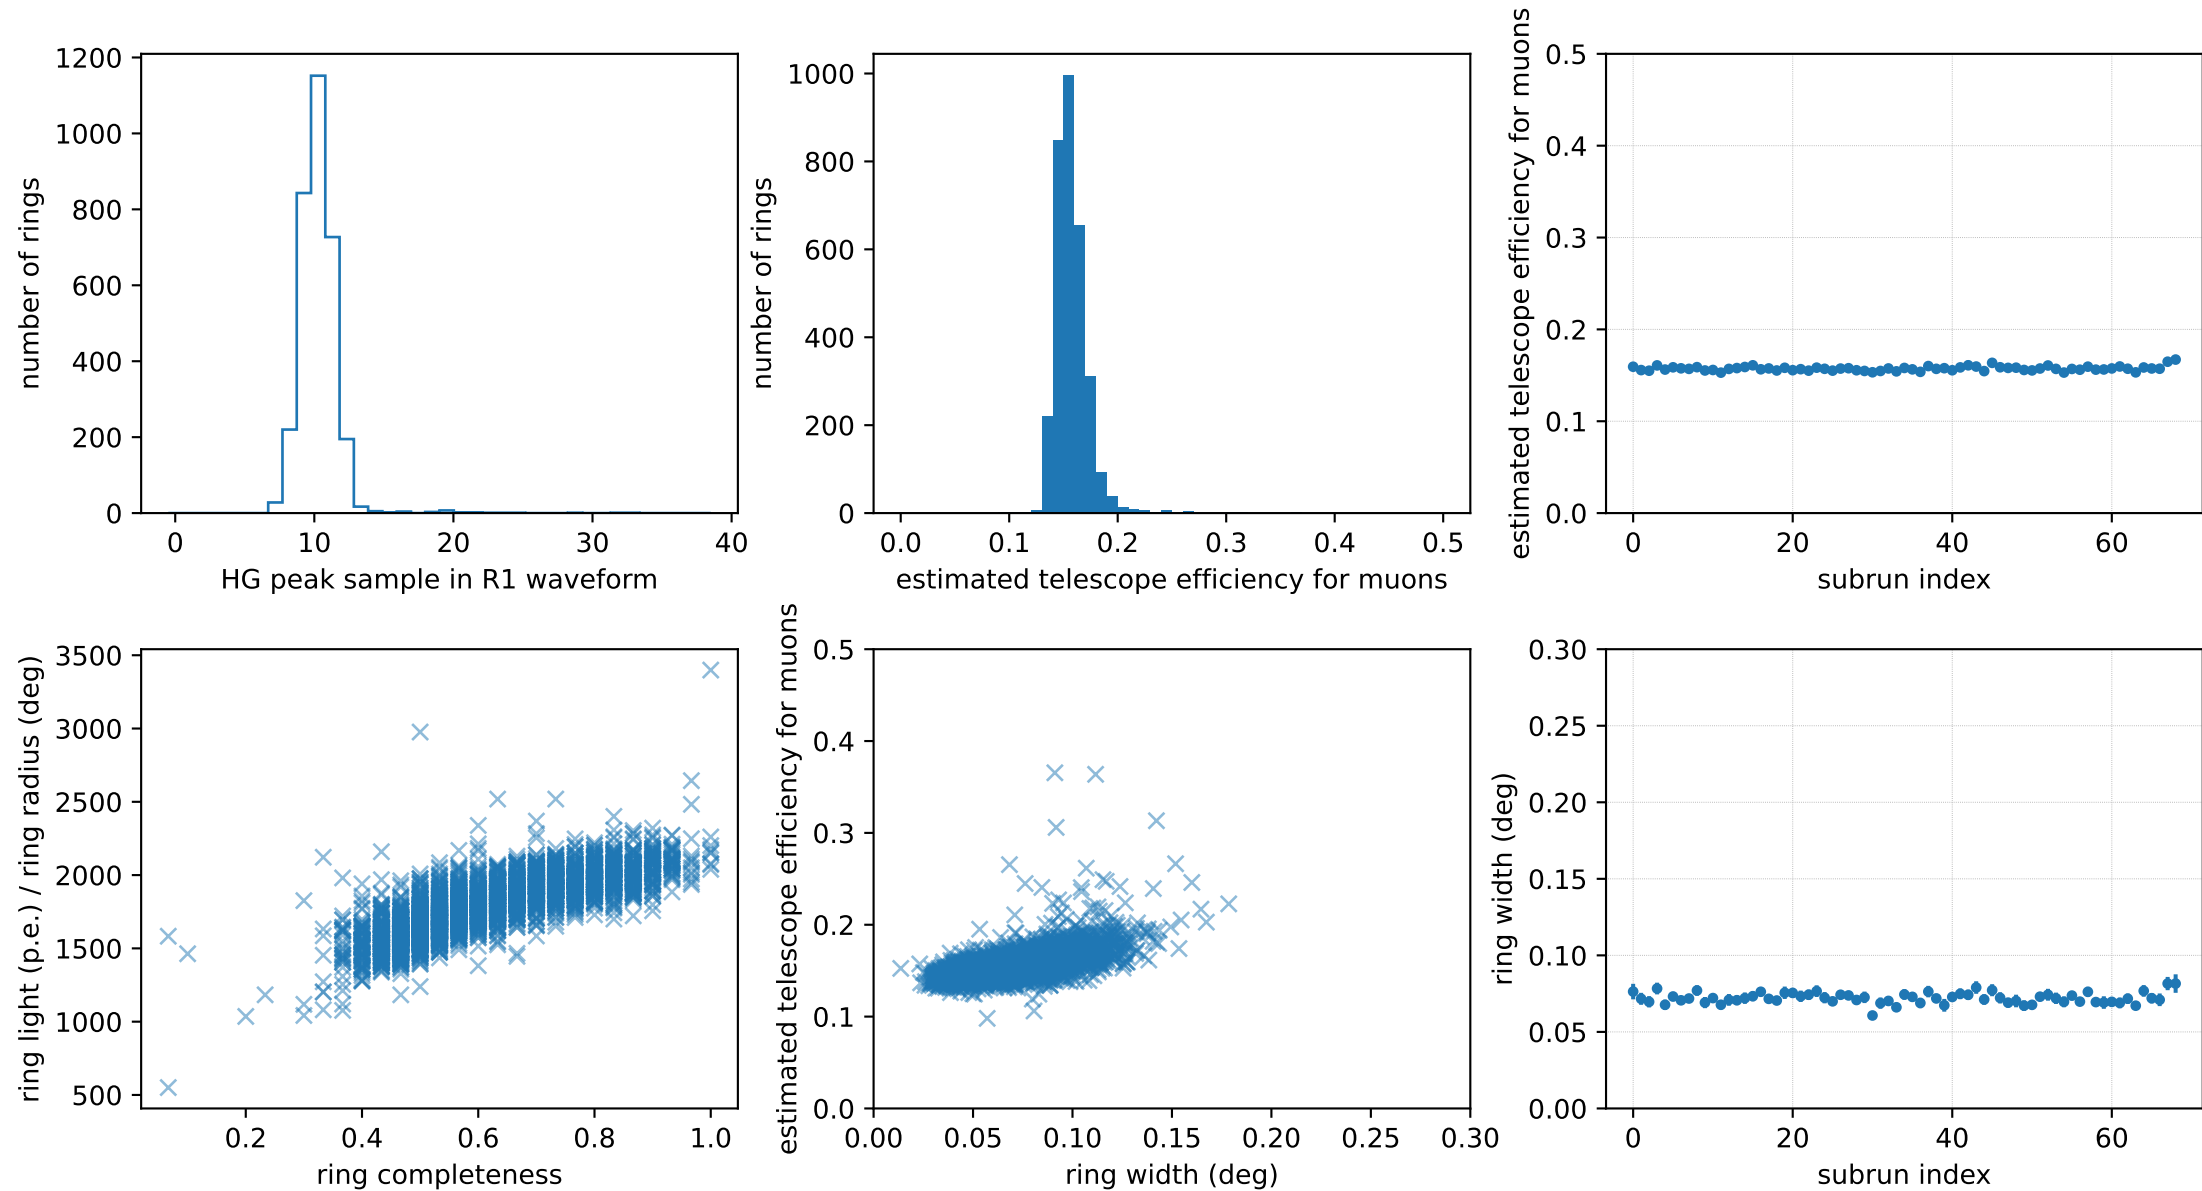 1200
1000
800
600
400
200
0
number of rings
0 10 20 30 40
HG peak sample in R1 waveform
1000
800
600
400
200
0
number of rings
0.0 0.1 0.2 0.3 0.4 0.5
estimated telescope efficiency for muons
0.5
0.4
0.3
0.2
0.1
0.0
estimated telescope efficiency for muons
0 20 40 60
subrun index
3500
3000
2500
2000
1500
1000
500
ring light (p.e.) / ring radius (deg)
0.2 0.4 0.6 0.8 1.0
ring completeness
0.5
0.4
0.3
0.2
0.1
0.0
estimated telescope efficiency for muons
0.00 0.05 0.10 0.15 0.20 0.25 0.30
ring width (deg)
0.30
0.25
0.20
0.15
0.10
0.05
0.00
ring width (deg)
0 20 40 60
subrun index